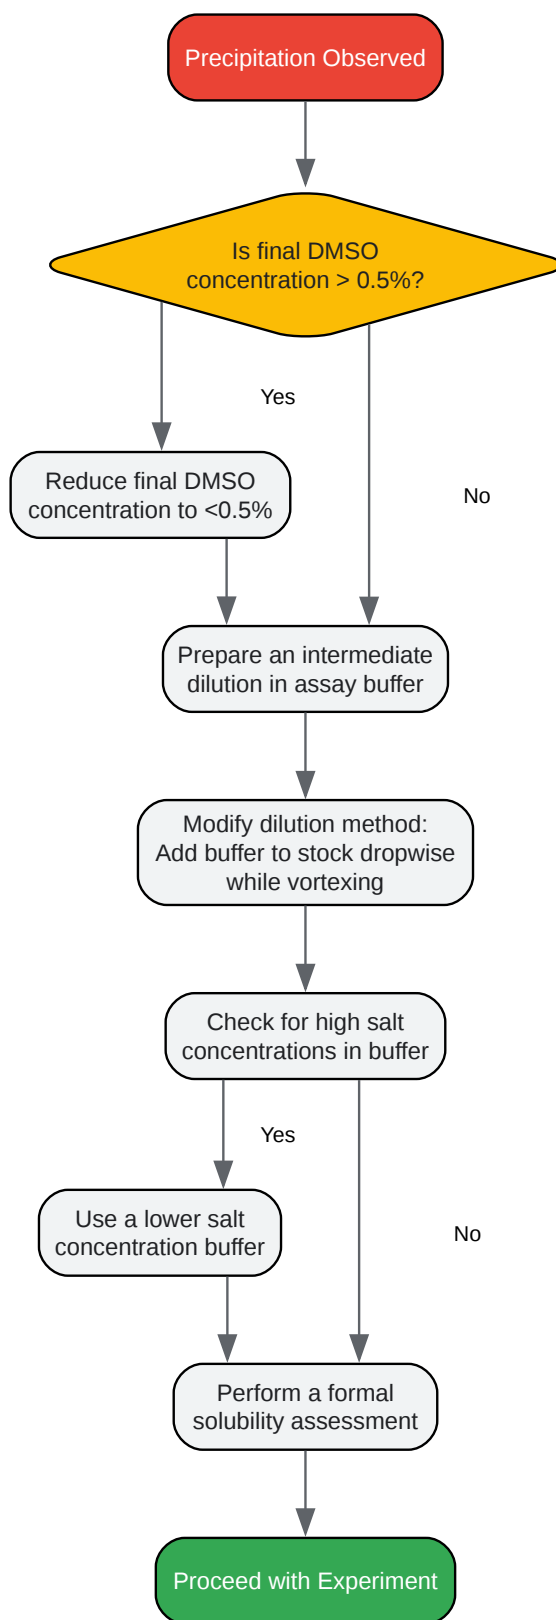 Precipitation Observed
Is final DMSO
concentration > 0.5%?
Yes
Reduce final DMSO
concentration to <0.5%
No
Prepare an intermediate
dilution in assay buffer
Modify dilution method:
Add buffer to stock dropwise
while vortexing
Check for high salt
concentrations in buffer
Yes
Use a lower salt
concentration buffer
No
Perform a formal
solubility assessment
Proceed with Experiment